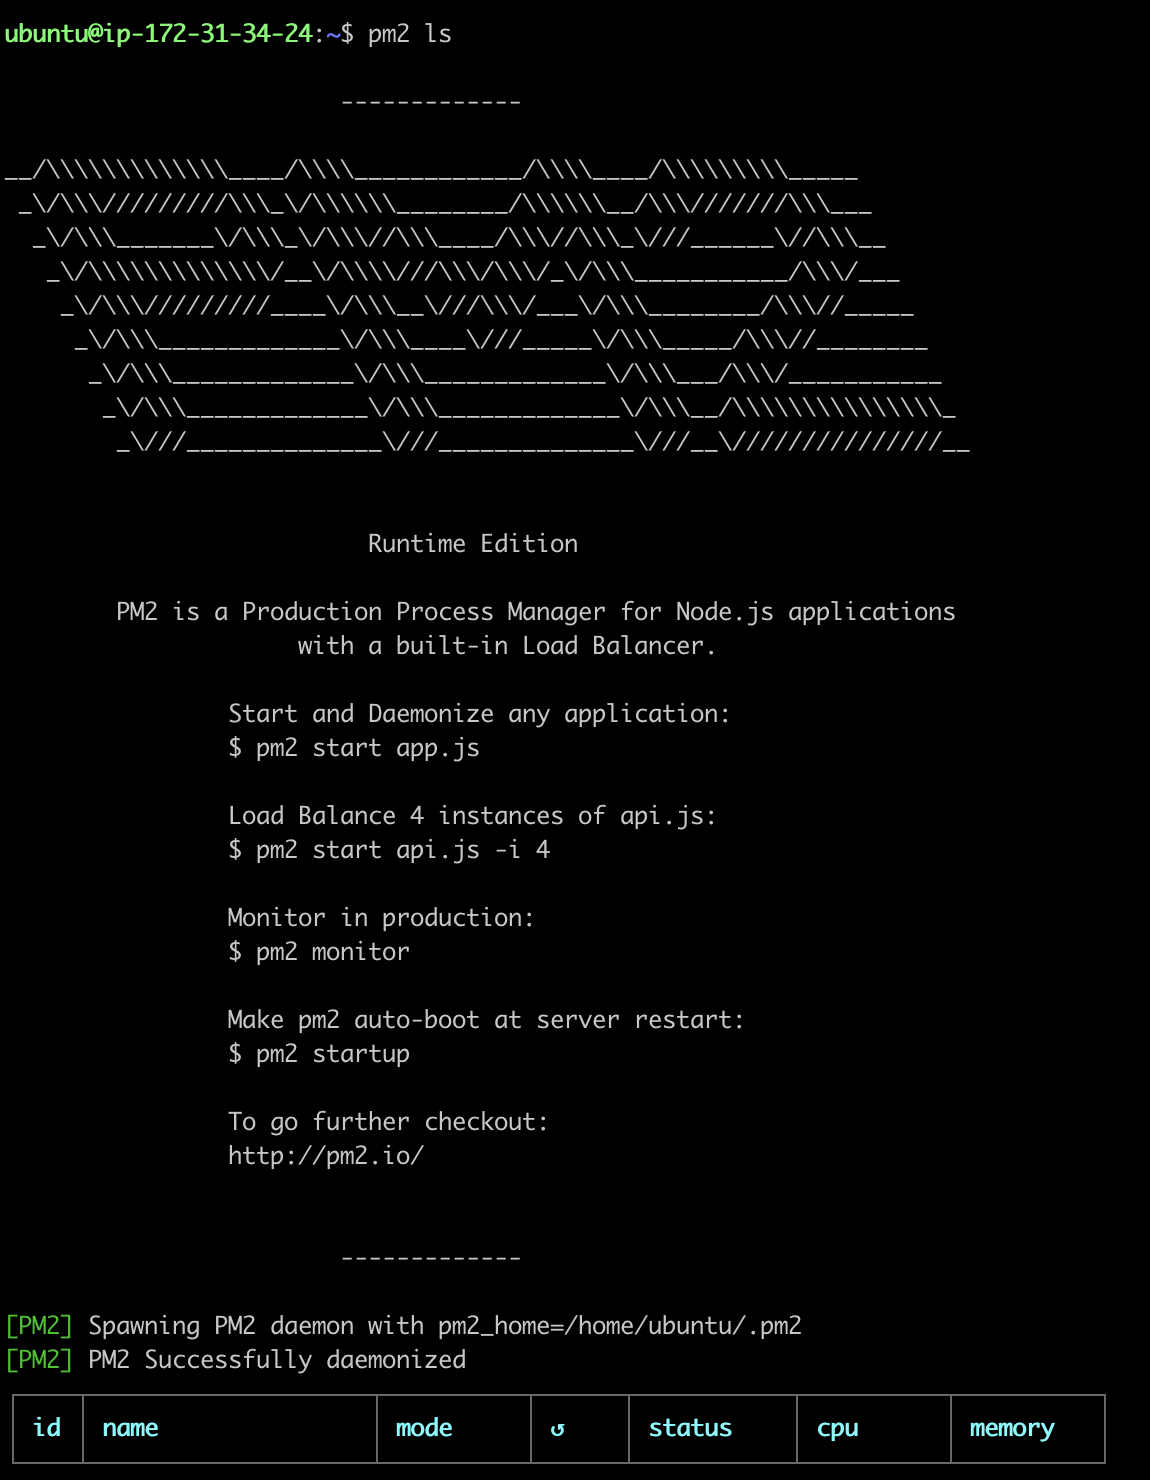 ubuntu@ip-172-31-34-24:~$ pm2 ls
-------------
__/\\\\\\\\\\\\\____/\\\\____________/\\\\____/\\\\\\\\\_____
_\/\\\/////////\\\_\/\\\\\\________/\\\\\\__/\\\///////\\\___
_\/\\\_______\/\\\_\/\\\//\\\____/\\\//\\\_\///______\//\\\__
_\/\\\\\\\\\\\\\/__\/\\\\///\\\/\\\/_\/\\\___________/\\\/___
_\/\\\/////////____\/\\\__\///\\\/___\/\\\________/\\\//_____
_\/\\\_____________\/\\\____\///_____\/\\\_____/\\\//________
_\/\\\_____________\/\\\_____________\/\\\___/\\\/___________
_\/\\\_____________\/\\\_____________\/\\\__/\\\\\\\\\\\\\\\_
_\///______________\///______________\///__\///////////////__
Runtime Edition
PM2 is a Production Process Manager for Node.js applications
with a built-in Load Balancer.
Start and Daemonize any application:
$ pm2 start app.js
Load Balance 4 instances of api.js:
$ pm2 start api.js -i 4
Monitor in production:
$ pm2 monitor
Make pm2 auto-boot at server restart:
$ pm2 startup
To go further checkout:
http://pm2.io/
-------------
[PM2] Spawning PM2 daemon with pm2_home=/home/ubuntu/.pm2
[PM2] PM2 Successfully daemonized
id name mode ↺ status cpu memory